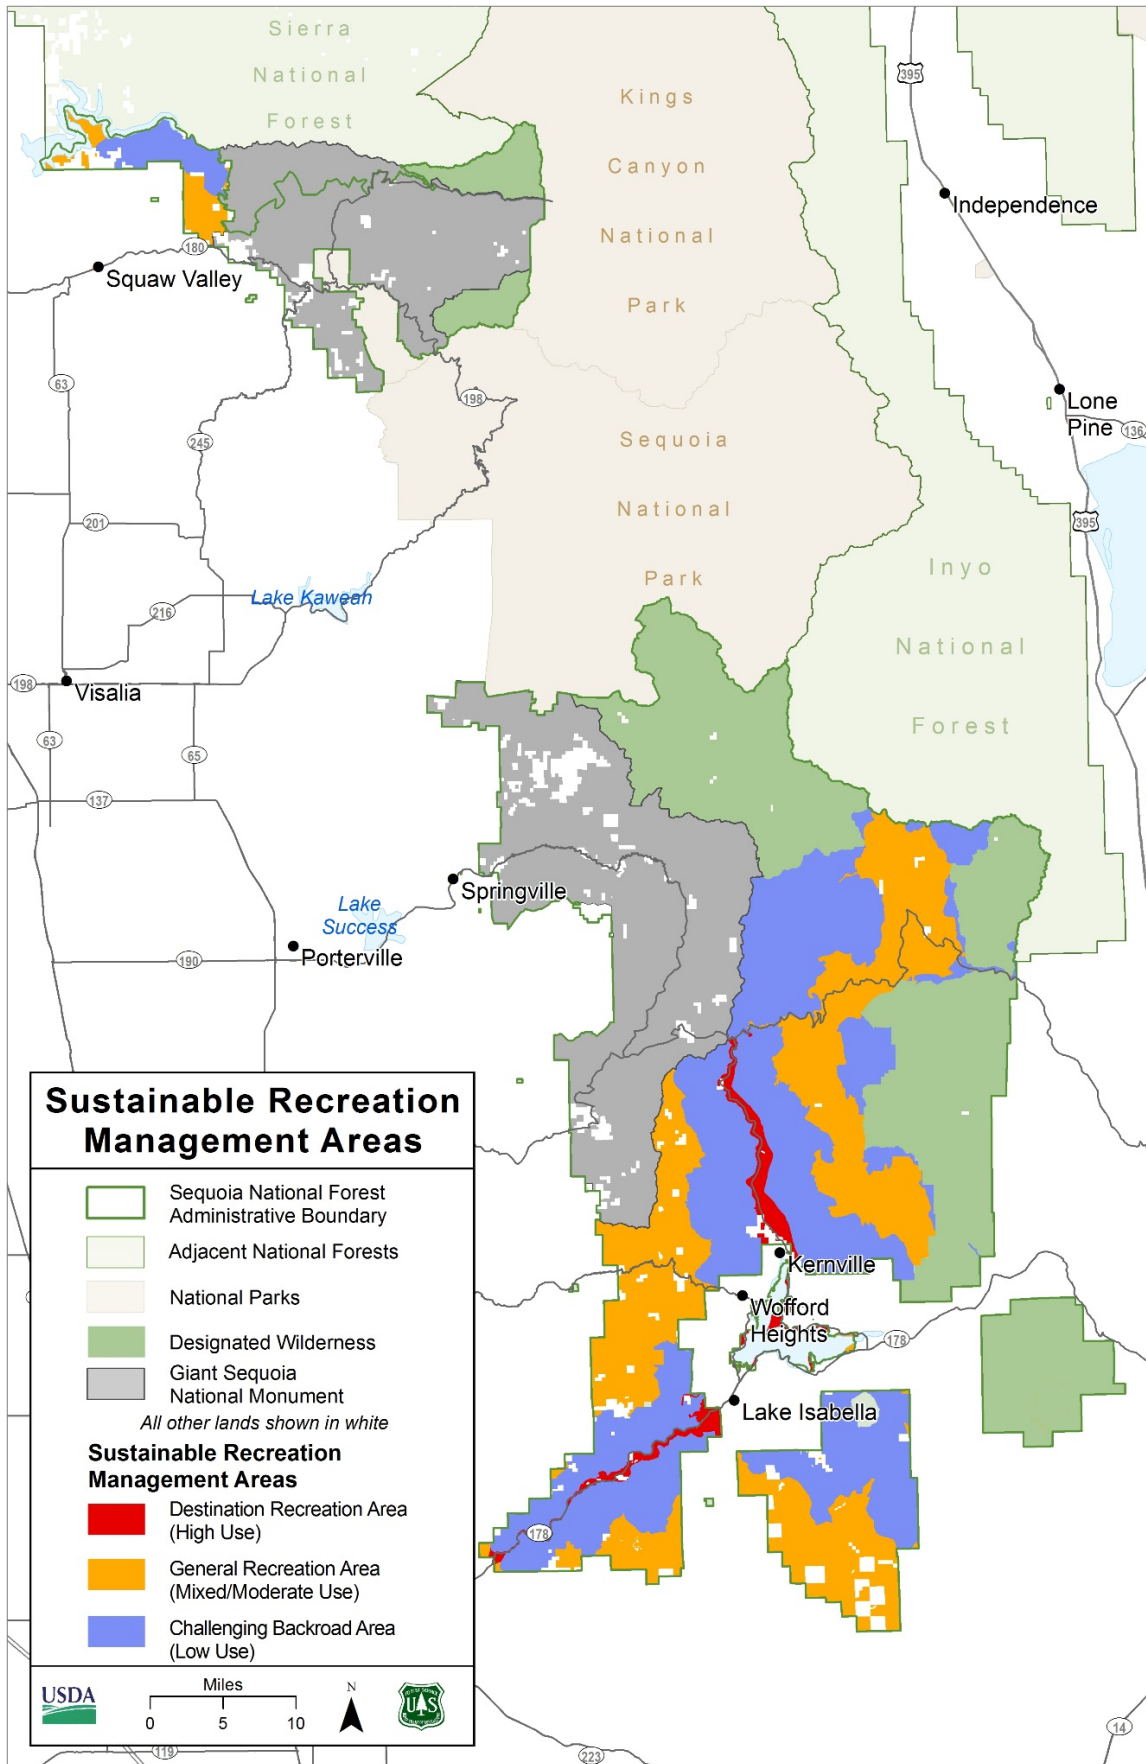 Sierra
National
Forest
Kings
Canyon
National
Park
395
Independence
180
Squaw Valley
63
198
Lone
Pine
136
245
Sequoia
National
Park
201
395
Inyo
National
Forest
Lake Kaweah
216
198
Visalia
63
65
137
Springville
Lake
Success
Porterville
190
Kernville
Wofford
Heights
178
Lake Isabella
178
Sustainable Recreation
Management Areas
Sequoia National Forest
Administrative Boundary
Adjacent National Forests
National Parks
Designated Wilderness
Giant Sequoia
National Monument
All other lands shown in white
Sustainable Recreation
Management Areas
Destination Recreation Area
(High Use)
General Recreation Area
(Mixed/Moderate Use)
Challenging Backroad Area
(Low Use)
USDA
Miles
0 5 10
N
U S
119
223
14